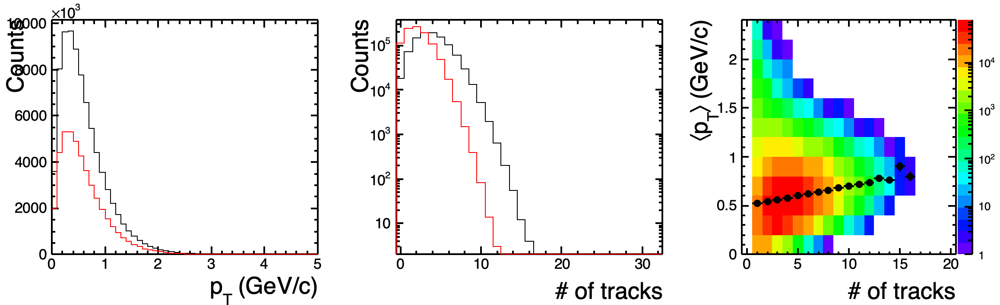 ×10³
10000
8000
6000
4000
2000
0
Counts
0 1 2 3 4 5
p_T (GeV/c)
10⁵
10⁴
10³
10²
10
Counts
0 10 20 30
# of tracks
2
1.5
1
0.5
0
⟨p_T⟩ (GeV/c)
0 5 10 15 20
# of tracks
10⁴
10³
10²
10
1